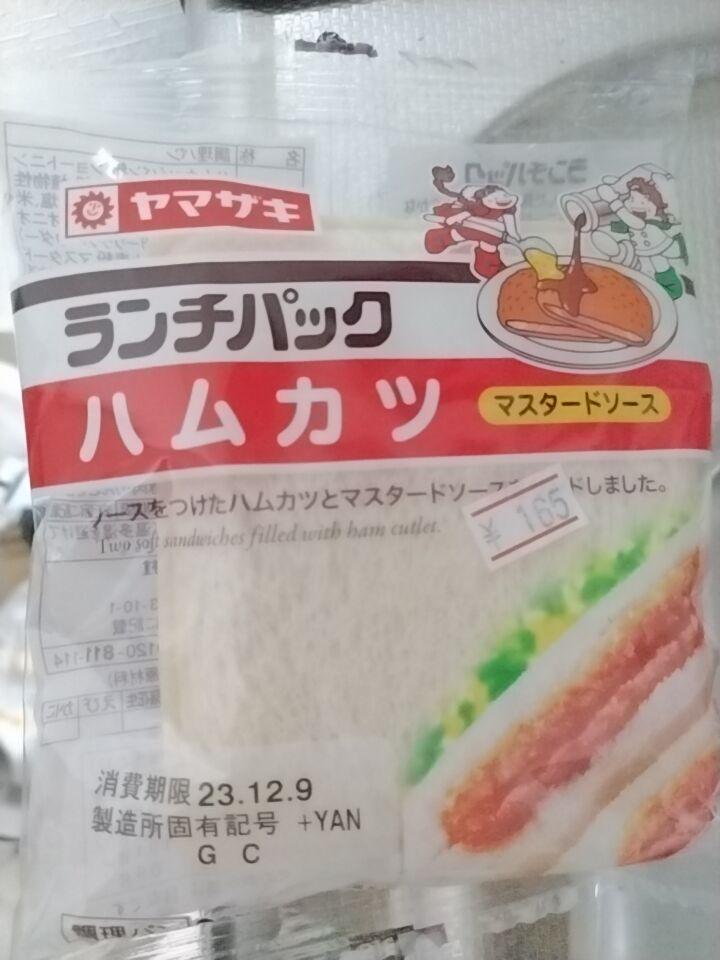 ヤマザキ
ランチパック
ハムカツ
マスタードソース
ソースをつけたハムカツとマスタードソース ドしました。
Two soft sandwiches filled with ham cutlet.
¥ 165
消費期限 23.12.9
製造所固有記号 +YAN
G C